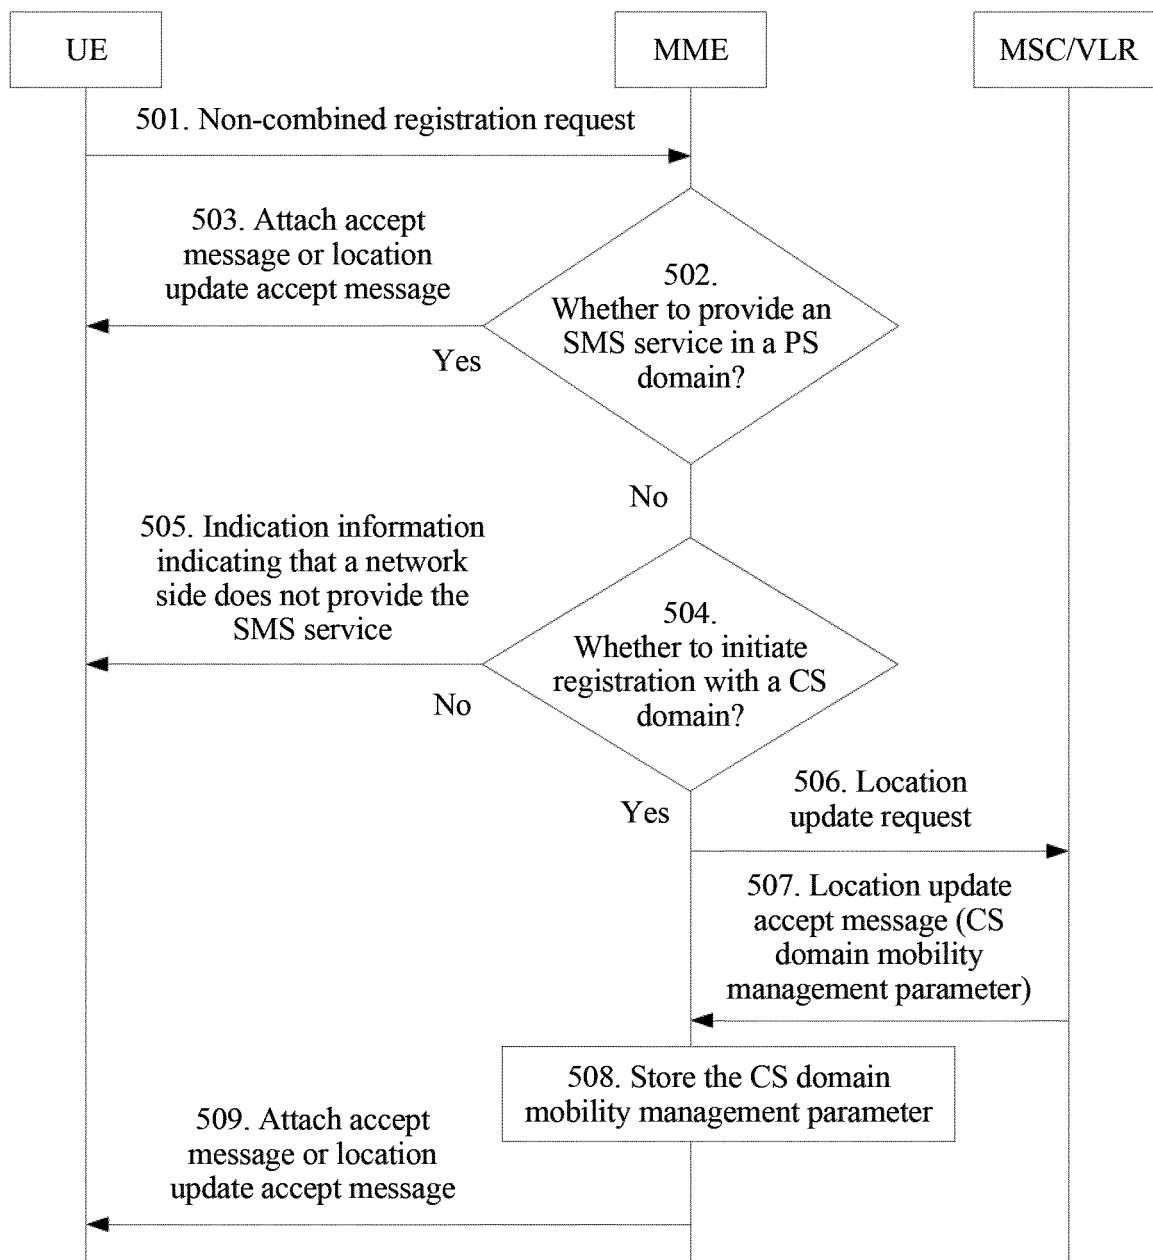 UE
MME
MSC/VLR
501. Non-combined registration request
503. Attach accept
message or location
update accept message
502.
Whether to provide an
SMS service in a PS
domain?
Yes
No
505. Indication information
indicating that a network
side does not provide the
SMS service
504.
Whether to initiate
registration with a CS
domain?
No
Yes
506. Location
update request
507. Location update
accept message (CS
domain mobility
management parameter)
508. Store the CS domain
mobility management parameter
509. Attach accept
message or location
update accept message